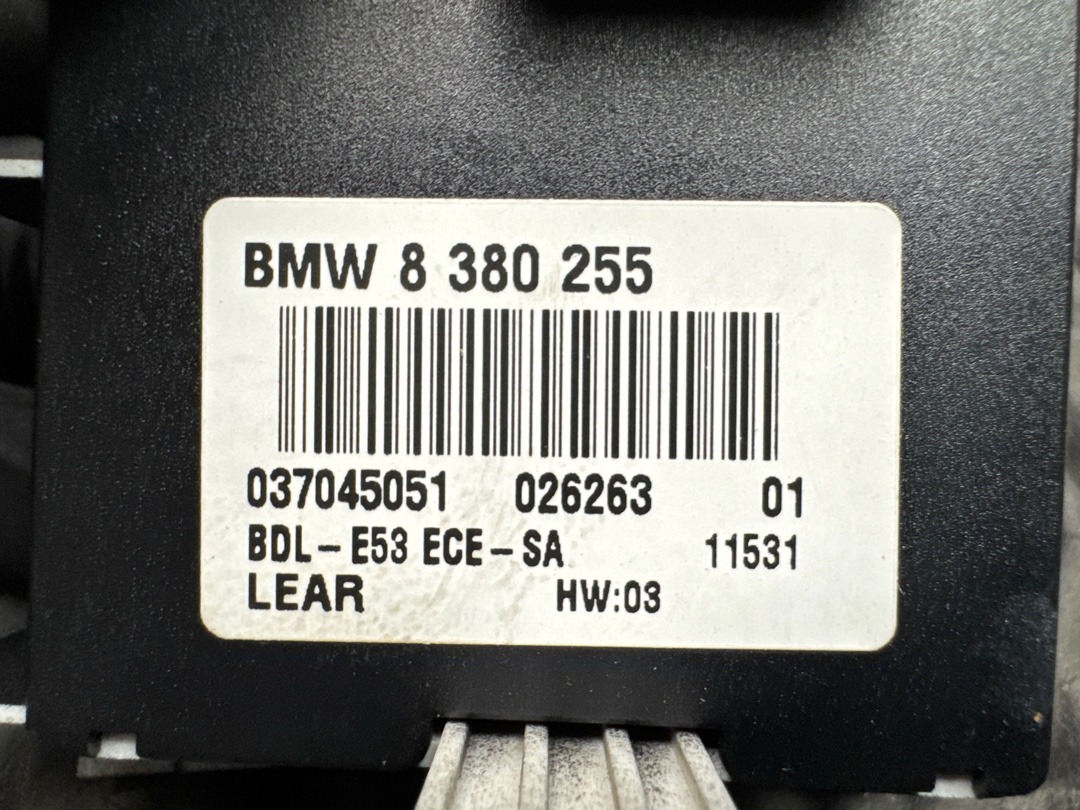 BMW 8 380 255
037045051 026263 01
BDL-E53 ECE-SA 11531
LEAR HW:03